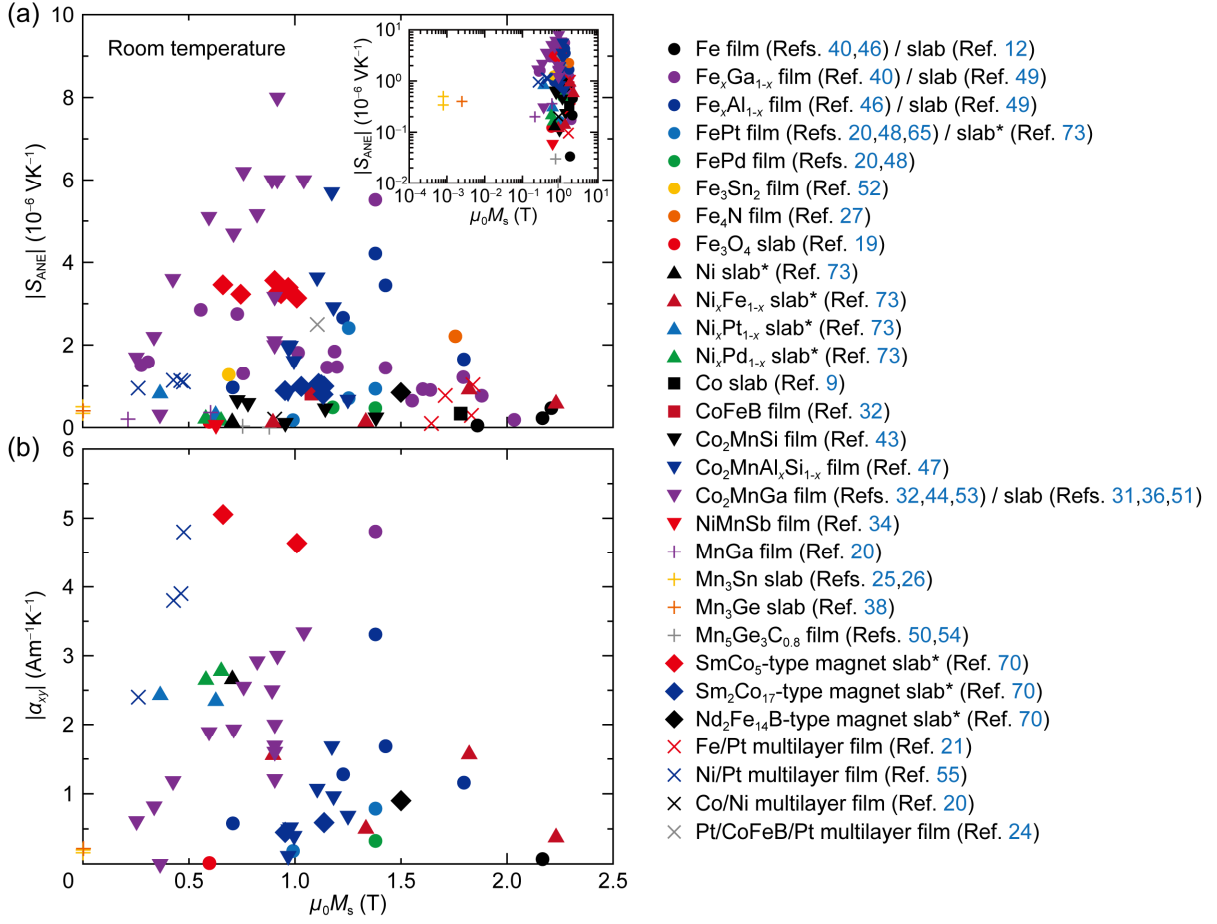 (a)
Room temperature
10
8
6
4
2
0
|S_ANE| (10⁻⁶ VK⁻¹)
10¹
10⁰
10⁻¹
10⁻²
|S_ANE| (10⁻⁶ VK⁻¹)
10⁻⁴ 10⁻³ 10⁻² 10⁻¹ 10⁰ 10¹
μ₀Mₛ (T)
(b)
6
5
4
3
2
1
0
|α_xy| (Am⁻¹K⁻¹)
0 0.5 1.0 1.5 2.0 2.5
μ₀Mₛ (T)
Fe film (Refs. 40,46) / slab (Ref. 12)
FeₓGa₁₋ₓ film (Ref. 40) / slab (Ref. 49)
FeₓAl₁₋ₓ film (Ref. 46) / slab (Ref. 49)
FePt film (Refs. 20,48,65) / slab* (Ref. 73)
FePd film (Refs. 20,48)
Fe₃Sn₂ film (Ref. 52)
Fe₄N film (Ref. 27)
Fe₃O₄ slab (Ref. 19)
Ni slab* (Ref. 73)
NiₓFe₁₋ₓ slab* (Ref. 73)
NiₓPt₁₋ₓ slab* (Ref. 73)
NiₓPd₁₋ₓ slab* (Ref. 73)
Co slab (Ref. 9)
CoFeB film (Ref. 32)
Co₂MnSi film (Ref. 43)
Co₂MnAlₓSi₁₋ₓ film (Ref. 47)
Co₂MnGa film (Refs. 32,44,53) / slab (Refs. 31,36,51)
NiMnSb film (Ref. 34)
MnGa film (Ref. 20)
Mn₃Sn slab (Refs. 25,26)
Mn₃Ge slab (Ref. 38)
Mn₅Ge₃C₀.₈ film (Refs. 50,54)
SmCo₅-type magnet slab* (Ref. 70)
Sm₂Co₁₇-type magnet slab* (Ref. 70)
Nd₂Fe₁₄B-type magnet slab* (Ref. 70)
Fe/Pt multilayer film (Ref. 21)
Ni/Pt multilayer film (Ref. 55)
Co/Ni multilayer film (Ref. 20)
Pt/CoFeB/Pt multilayer film (Ref. 24)